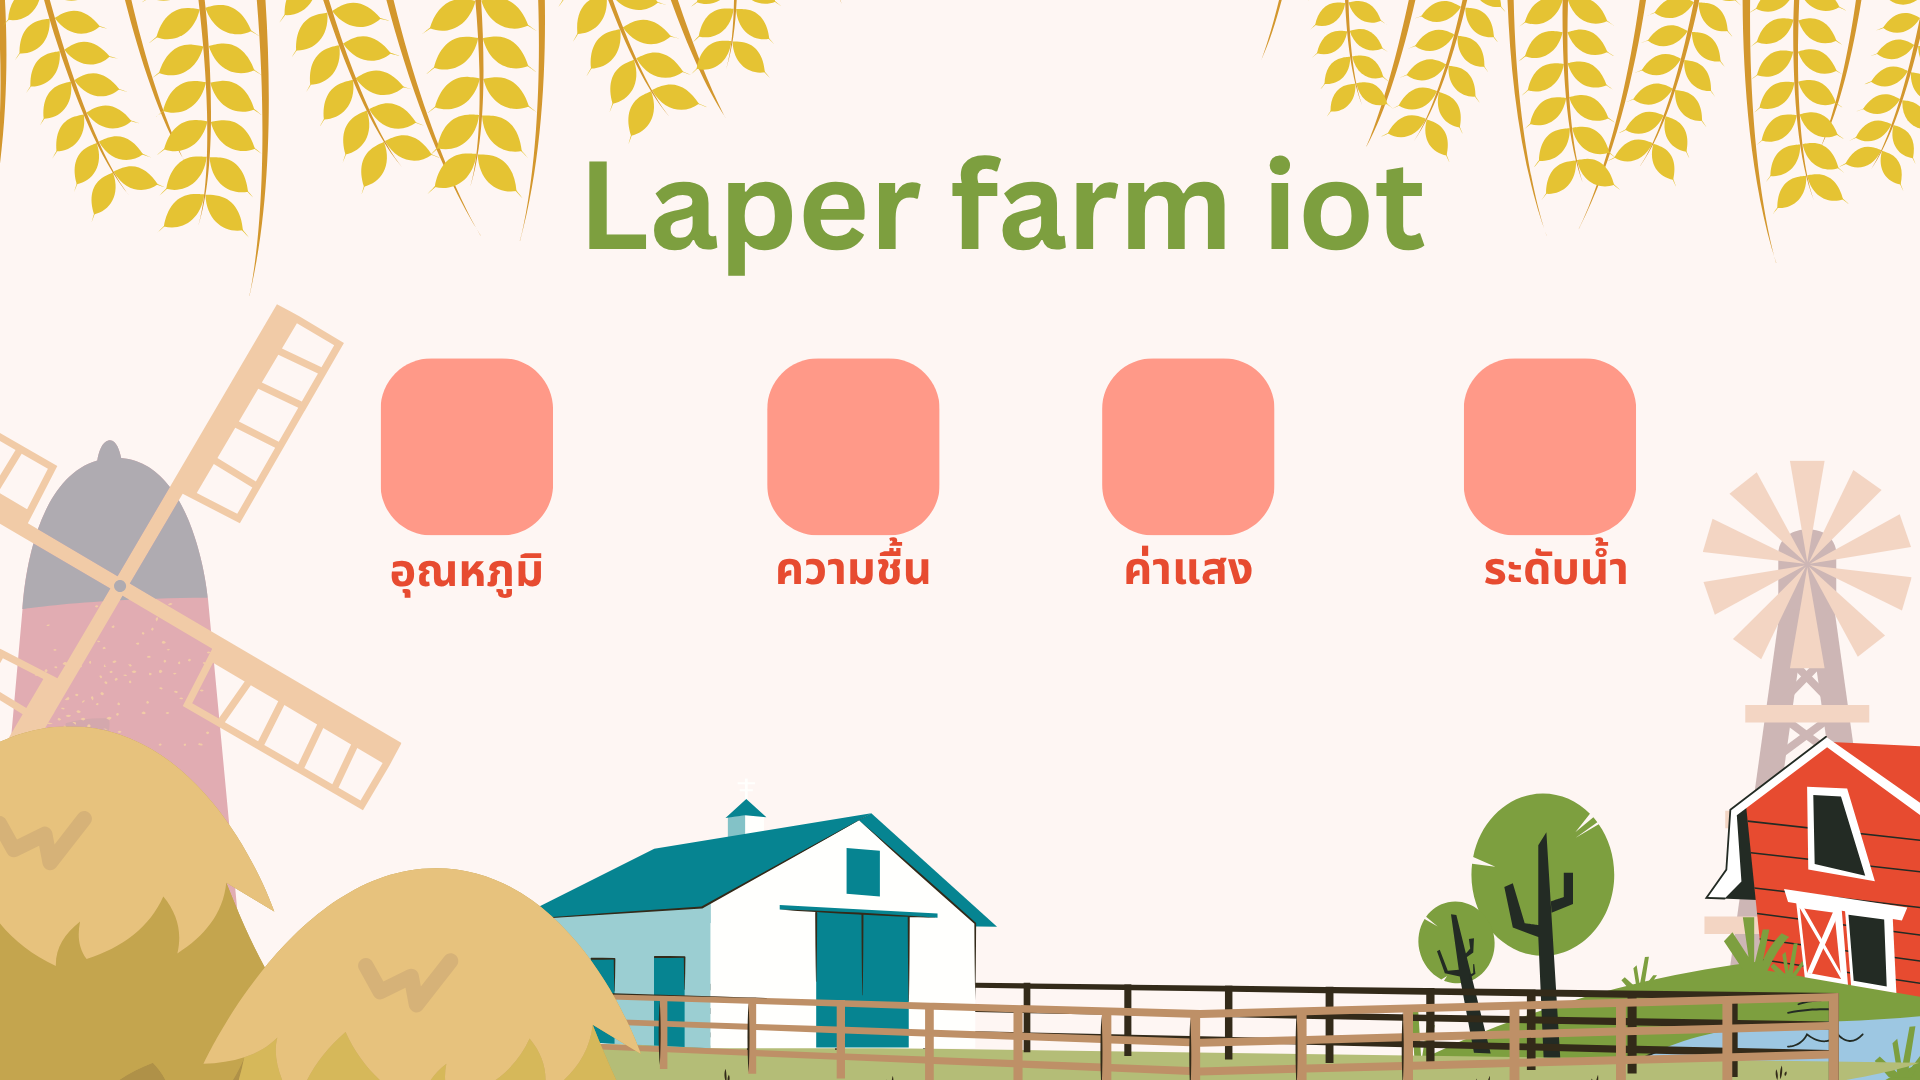 Laper farm iot
อุณหภูมิ
ความชื้น
ค่าแสง
ระดับน้ำ